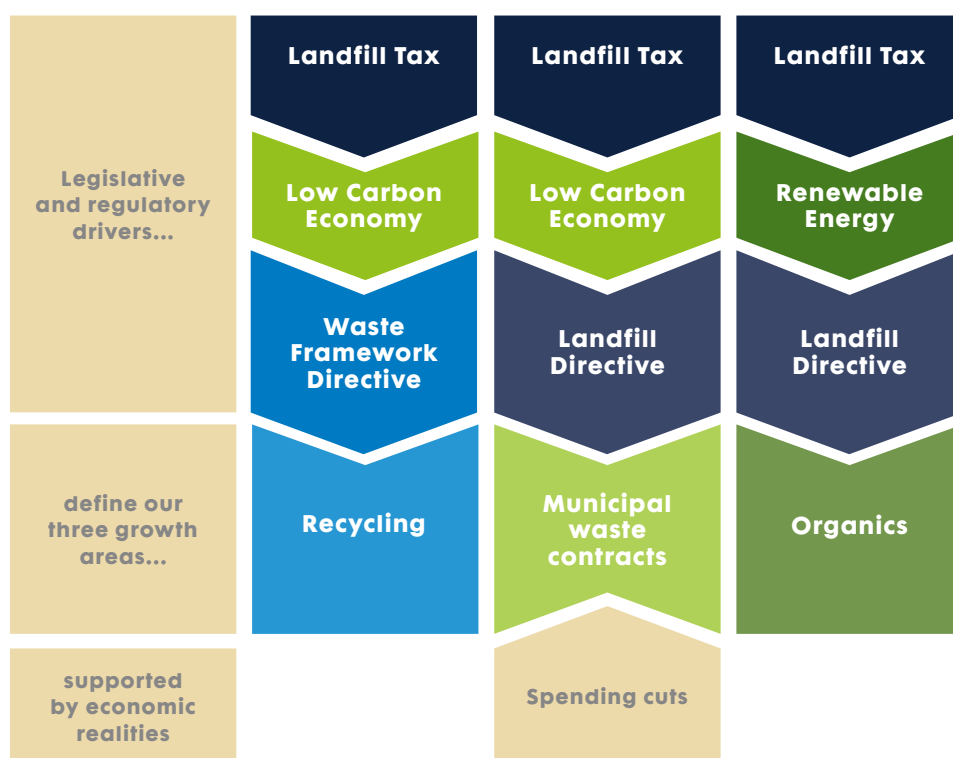 Landfill Tax
Landfill Tax
Landfill Tax
Legislative
and regulatory
drivers...
Low Carbon
Economy
Low Carbon
Economy
Renewable
Energy
Waste
Framework
Directive
Landfill
Directive
Landfill
Directive
define our
three growth
areas...
Recycling
Municipal
waste
contracts
Organics
supported
by economic
realities
Spending cuts